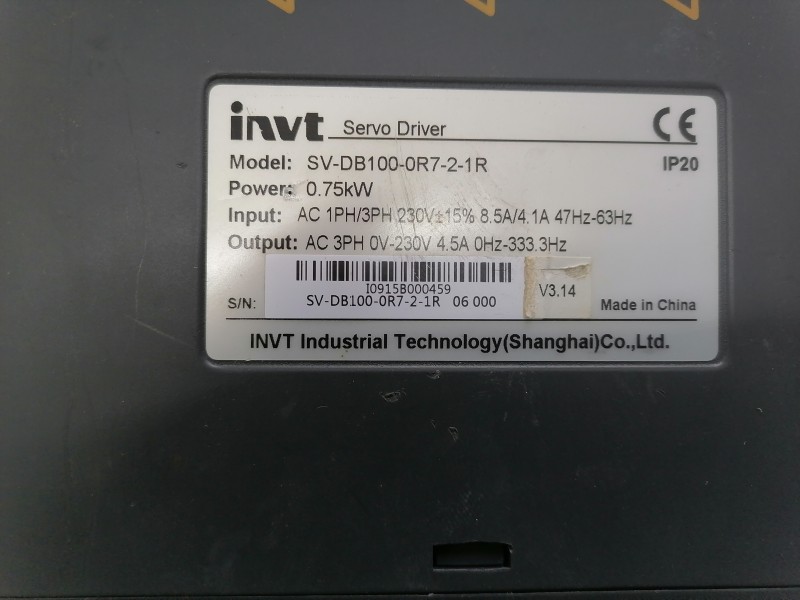 invt Servo Driver CE
Model: SV-DB100-0R7-2-1R IP20
Power: 0.75kW
Input: AC 1PH/3PH 230V±15% 8.5A/4.1A 47Hz-63Hz
Output: AC 3PH 0V-230V 4.5A 0Hz-333.3Hz
I0915B000459
S/N: SV-DB100-0R7-2-1R 06 000 V3.14 Made in China
INVT Industrial Technology(Shanghai)Co.,Ltd.